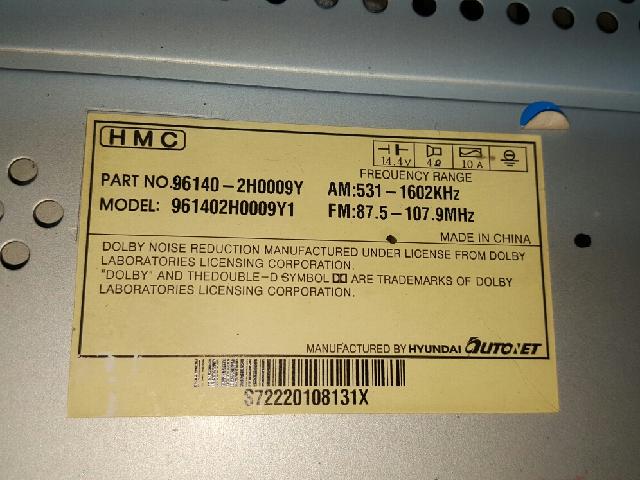 HMC
14.4V 4Ω 10A
FREQUENCY RANGE
PART NO.96140-2H0009Y AM:531-1602KHz
MODEL: 961402H0009Y1 FM:87.5-107.9MHz
MADE IN CHINA
DOLBY NOISE REDUCTION MANUFACTURED UNDER LICENSE FROM DOLBY
LABORATORIES LICENSING CORPORATION.
"DOLBY" AND THEDOUBLE-D SYMBOL ARE TRADEMARKS OF DOLBY
LABORATORIES LICENSING CORPORATION.
MANUFACTURED BY HYUNDAI AUTONET
S72220108131X